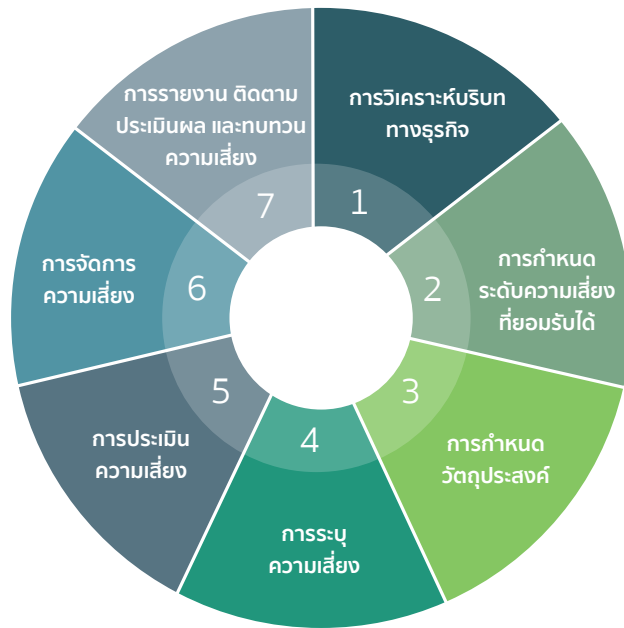 1
การวิเคราะห์บริบท
ทางธุรกิจ
2
การกำหนด
ระดับความเสี่ยง
ที่ยอมรับได้
3
การกำหนด
วัตถุประสงค์
4
การระบุ
ความเสี่ยง
5
การประเมิน
ความเสี่ยง
6
การจัดการ
ความเสี่ยง
7
การรายงาน ติดตาม
ประเมินผล และทบทวน
ความเสี่ยง